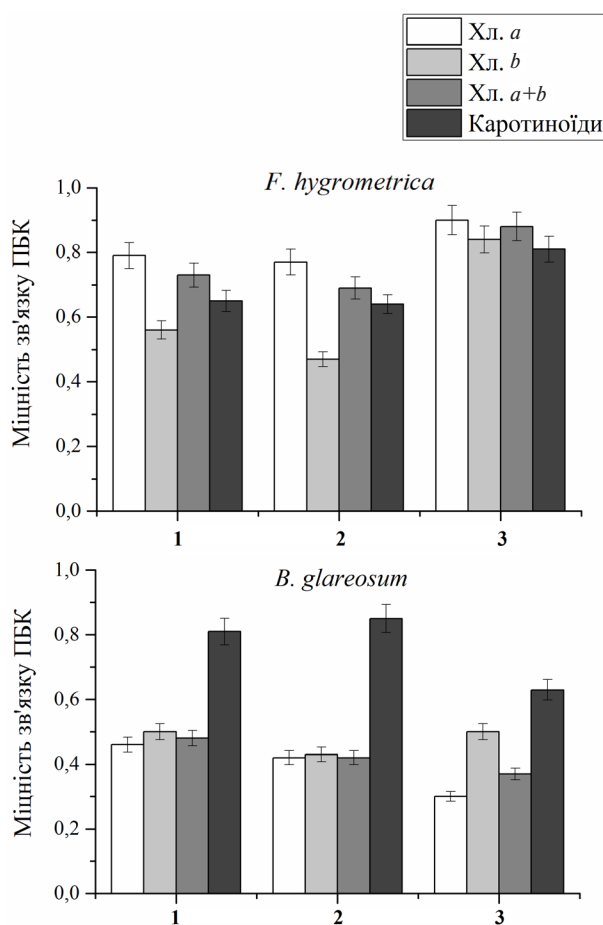 Хл. a
Хл. b
Хл. a+b
Каротиноїди
F. hygrometrica
Міцність зв'язку ПБК
1,0
0,8
0,6
0,4
0,2
0,0
1 2 3
B. glareosum
Міцність зв'язку ПБК
1,0
0,8
0,6
0,4
0,2
0,0
1 2 3